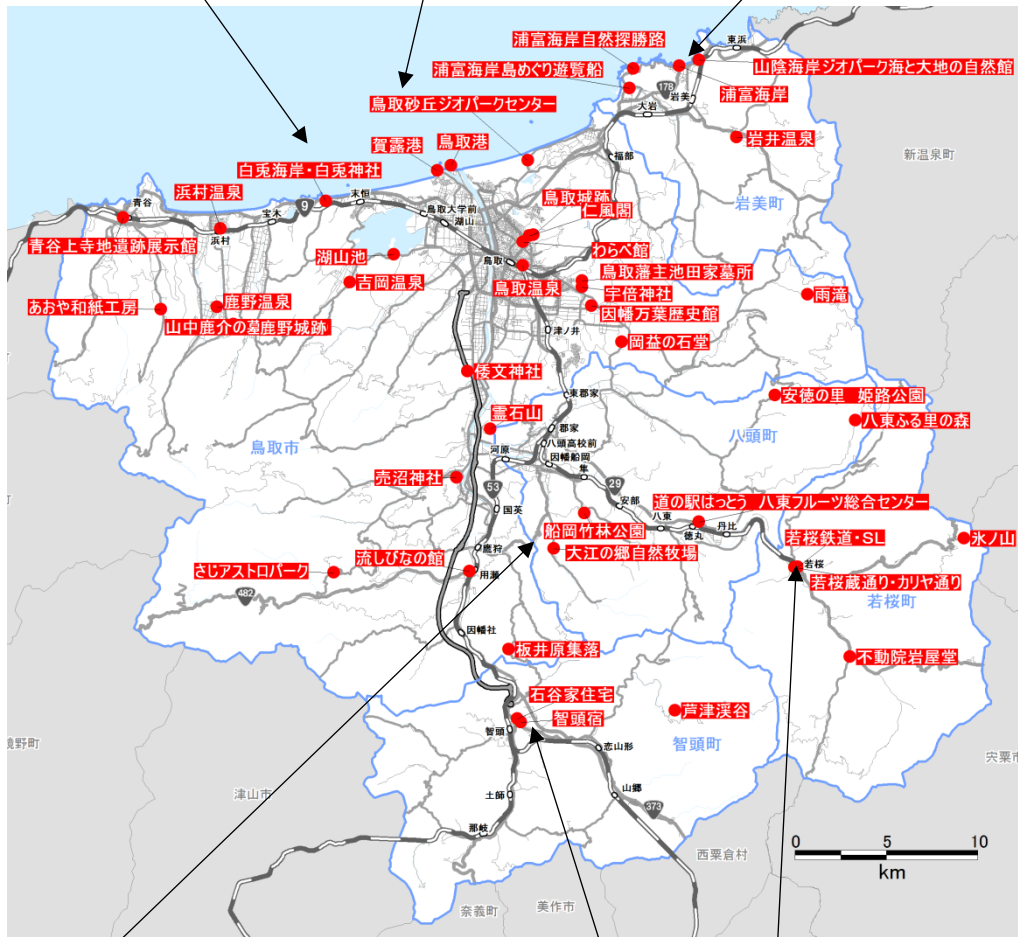 東浜
浦富海岸自然探勝路
山陰海岸ジオパーク海と大地の自然館
浦富海岸島めぐり遊覧船
178
岩美
浦富海岸
鳥取砂丘ジオパークセンター
大岩
岩井温泉
鳥取港
賀露港
福部
新温泉町
白兎海岸・白兎神社
浜村温泉
末恒
青谷
9
宝木
鳥取大学前
湖山
鳥取城跡
仁風閣
岩美町
青谷上寺地遺跡展示館
浜村
湖山池
鳥取
わらべ館
吉岡温泉
鳥取温泉
鳥取藩主池田家墓所
宇倍神社
雨滝
あおや和紙工房
鹿野温泉
因幡万葉歴史館
山中鹿介の墓鹿野城跡
津ノ井
岡益の石堂
倭文神社
東郡家
安徳の里 姫路公園
八東ふる里の森
霊石山
郡家
八頭町
鳥取市
八頭高校前
河原
因幡船岡
隼
売沼神社
53
29
安部
道の駅はっとう 八東フルーツ総合センター
国英
八東
徳丸
丹比
船岡竹林公園
氷ノ山
鷹狩
大江の郷自然牧場
若桜鉄道・SL
流しびなの館
さじアストロパーク
用瀬
若桜
若桜蔵通り・カリヤ通り
482
若桜町
因幡社
板井原集落
不動院岩屋堂
石谷家住宅
智頭宿
芦津渓谷
智頭
恋山形
智頭町
鏡野町
宍粟市
津山市
土師
山郷
373
那岐
0 5 10
km
西粟倉村
奈義町
美作市